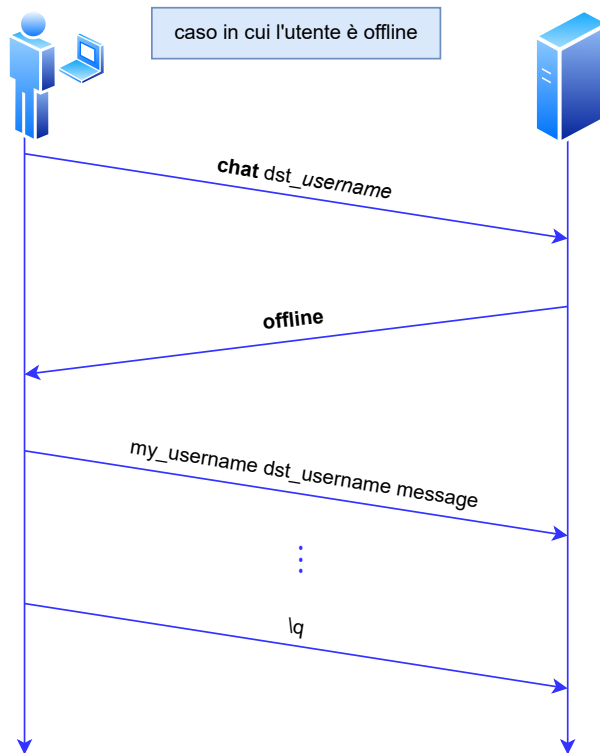 caso in cui l'utente è offline
chat dst_username
offline
my_username dst_username message
\q